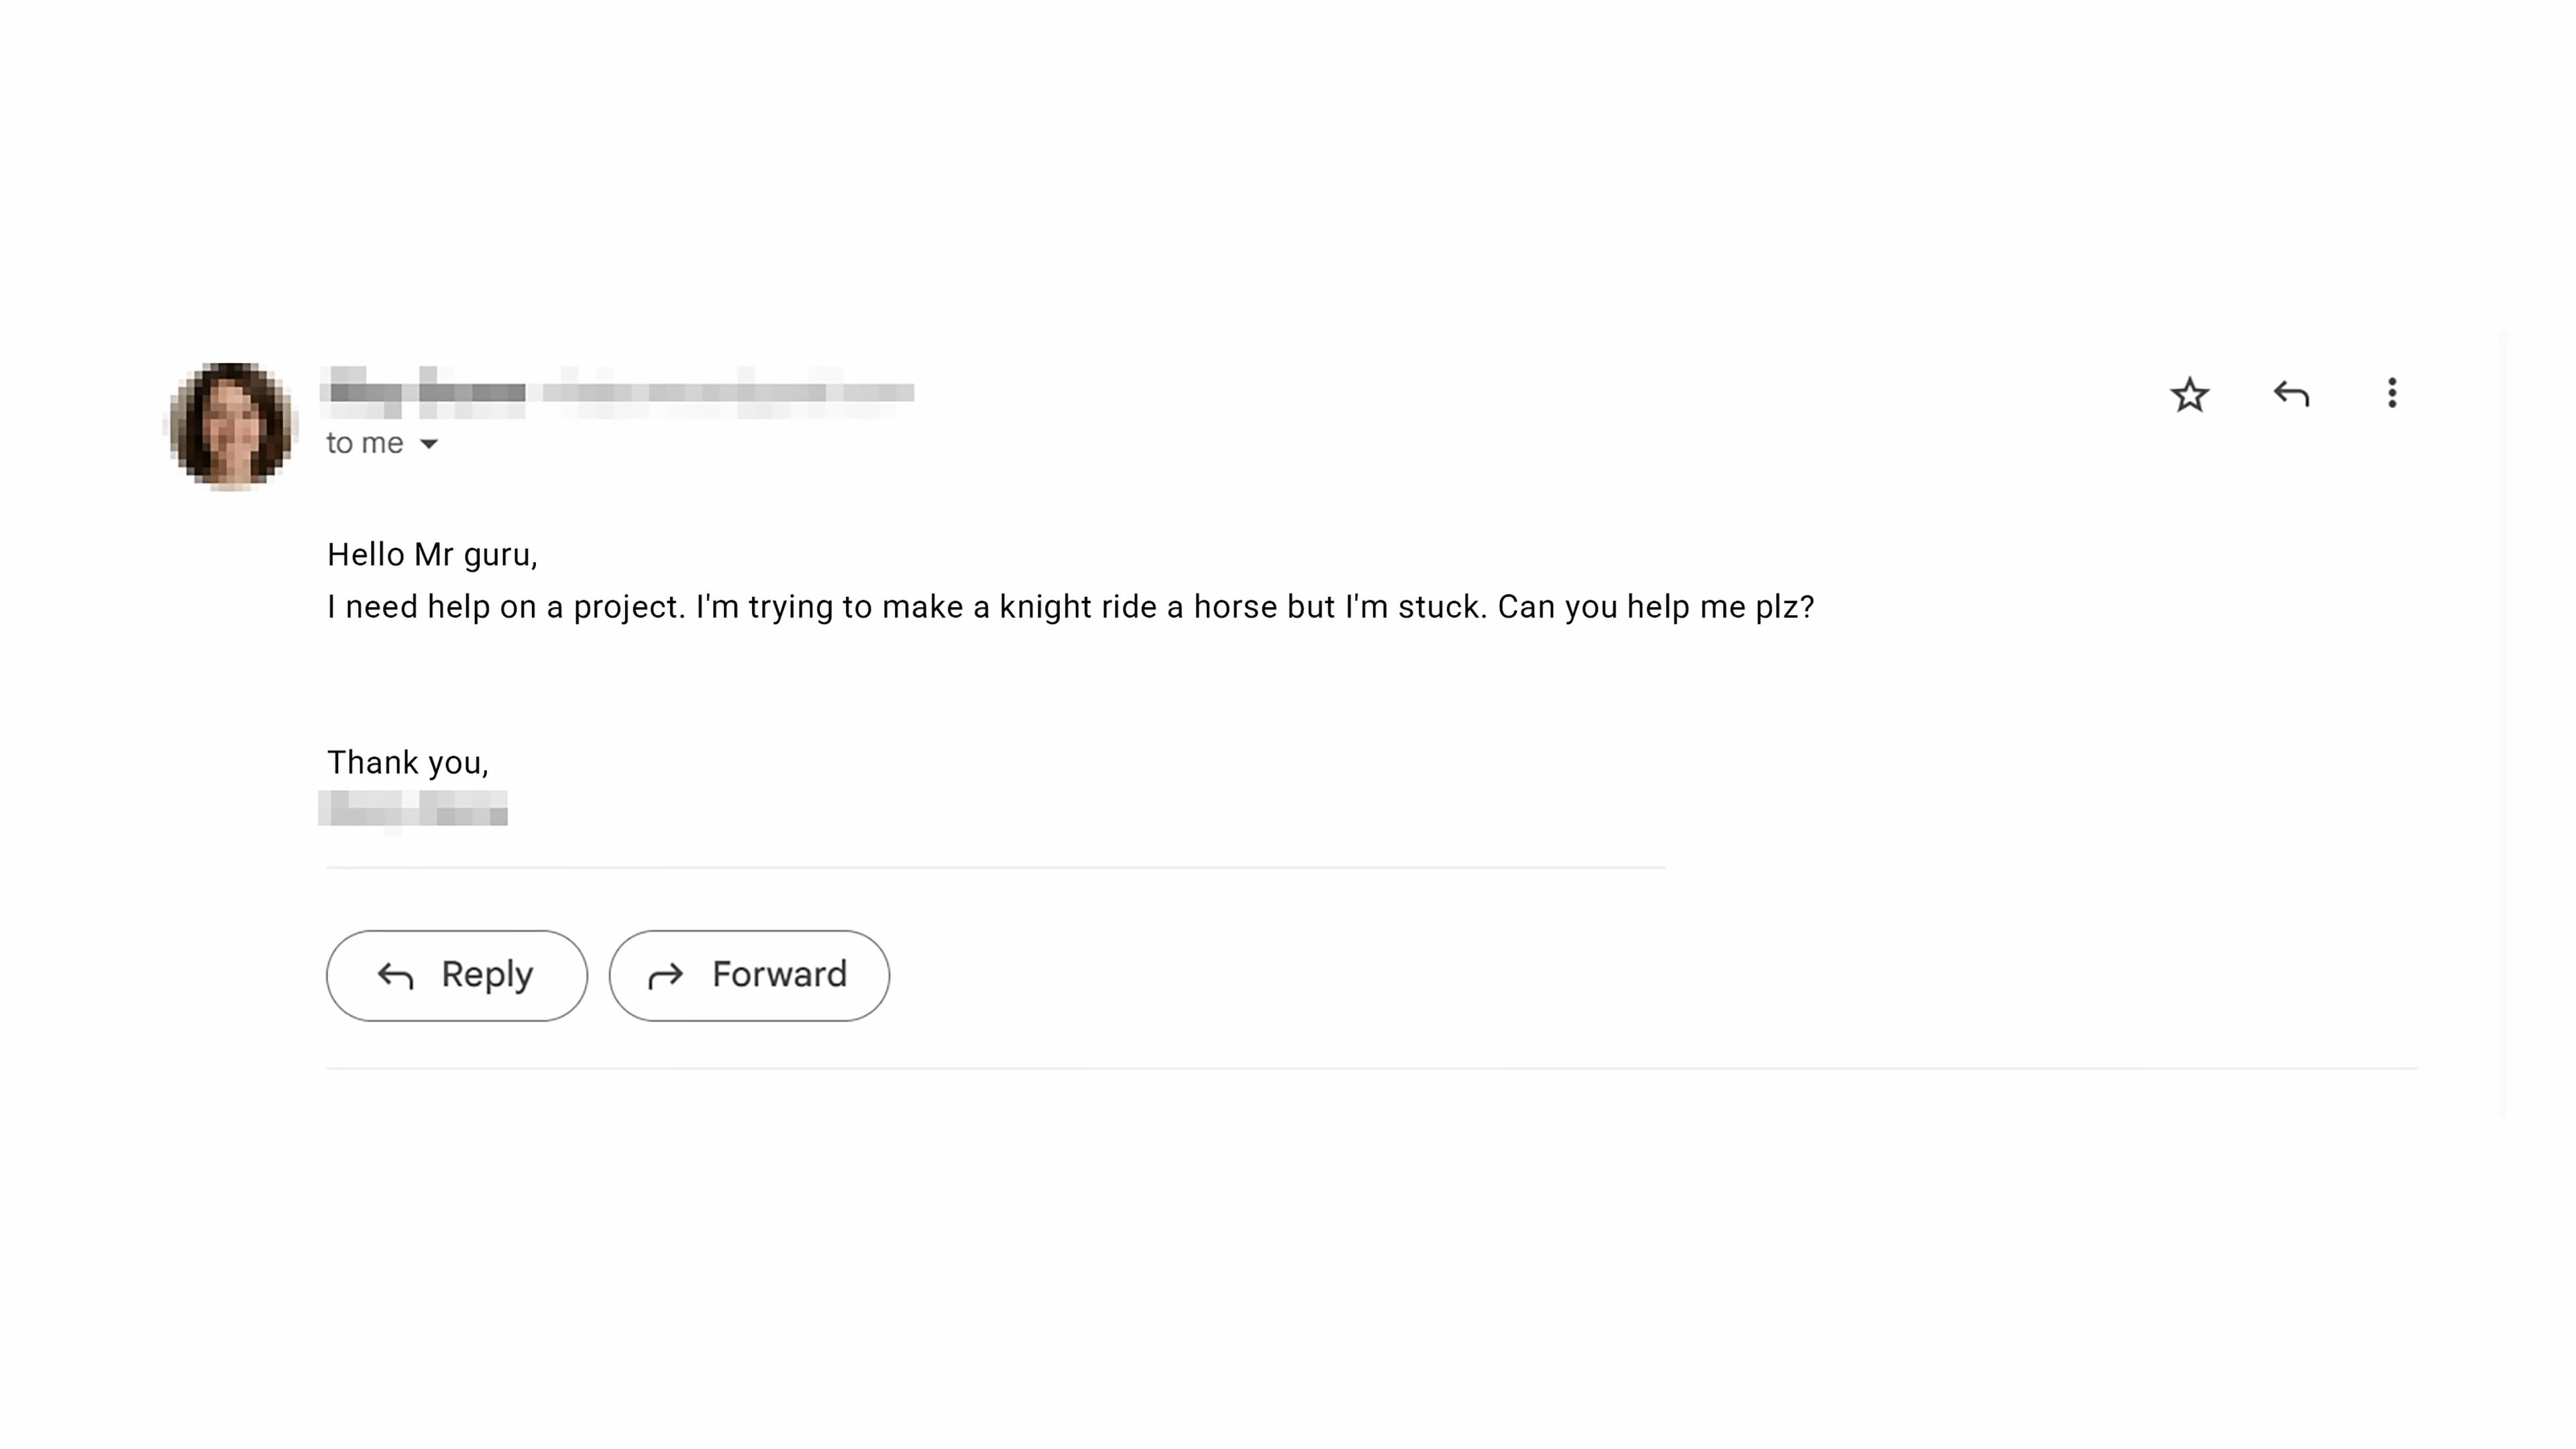 to me
Hello Mr guru,
I need help on a project. I'm trying to make a knight ride a horse but I'm stuck. Can you help me plz?
Thank you,
Reply
Forward